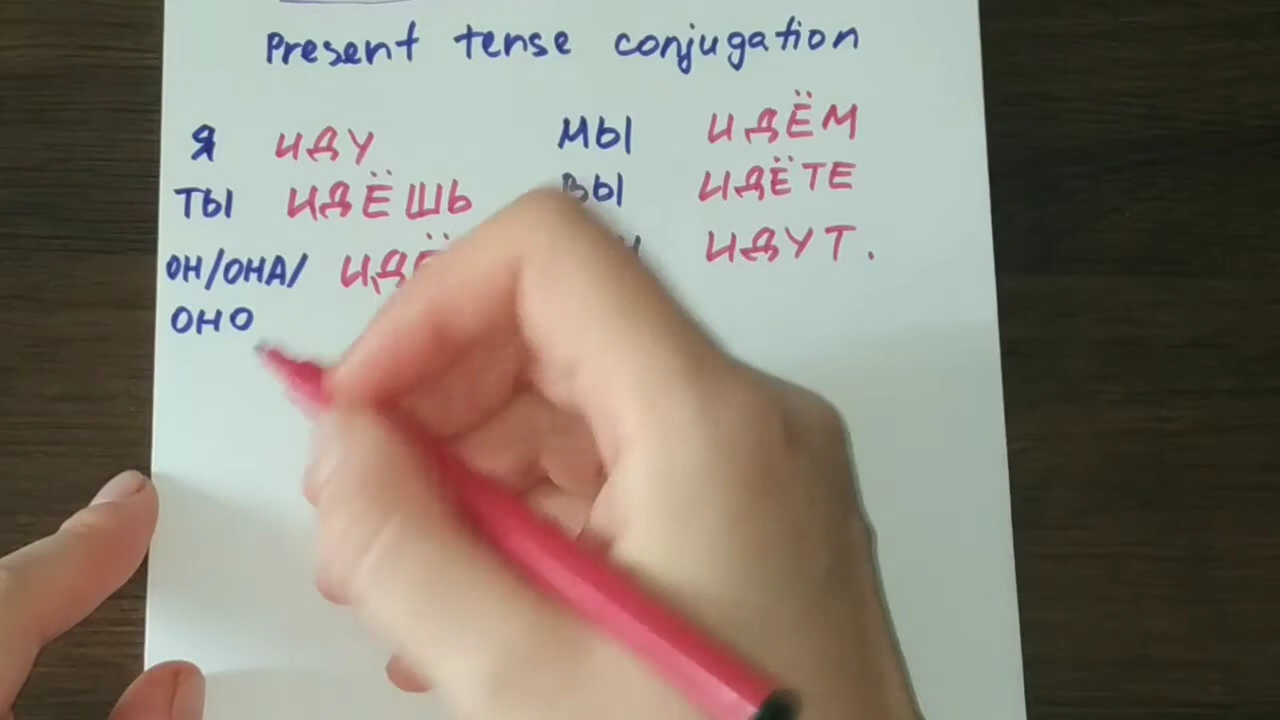 Present tense conjugation
Я ИДУ МЫ ИДЁМ
ТЫ ИДЁШЬ ВЫ ИДЁТЕ
ОН/ОНА/ ИДУТ.
ОНО